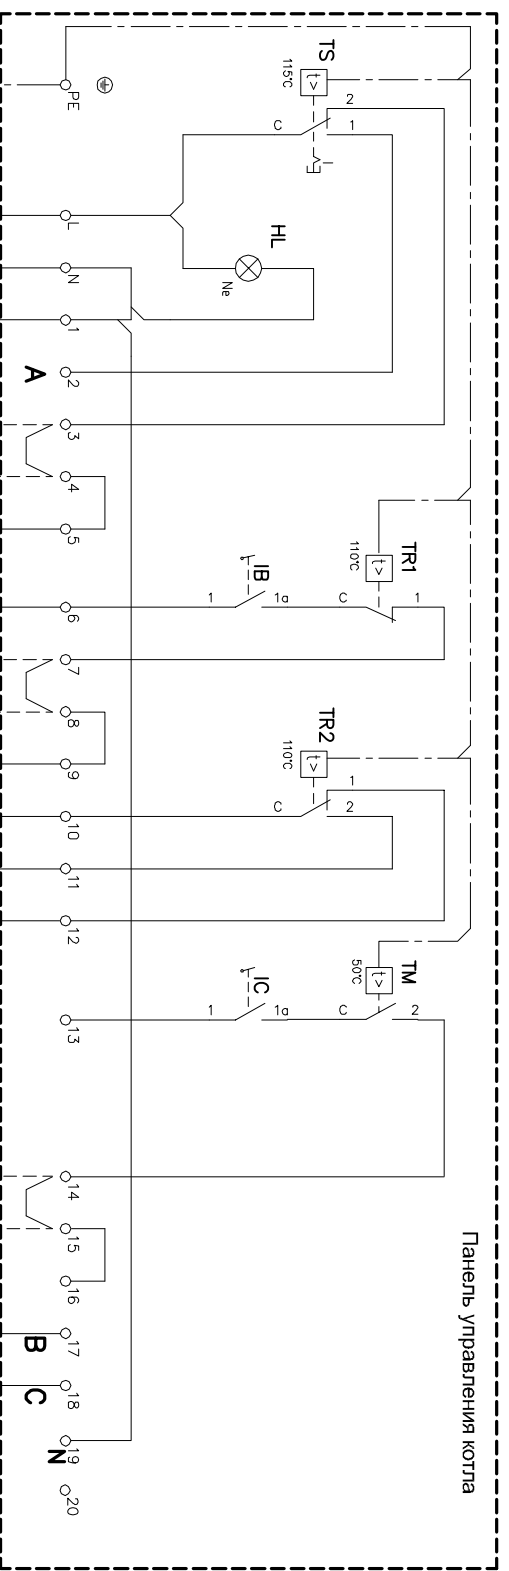 Панель управления котла
TS
115°C
t>
2
1
C
HL
Ne
TR1
110°C
t>
1
C
IB
1a
1
TR2
110°C
t>
1
2
C
TM
50°C
t>
2
C
IC
1a
1
PE
L
N
1
2
3
4
5
6
7
8
9
10
11
12
13
14
15
16
17
18
19
20
A
B
C
N